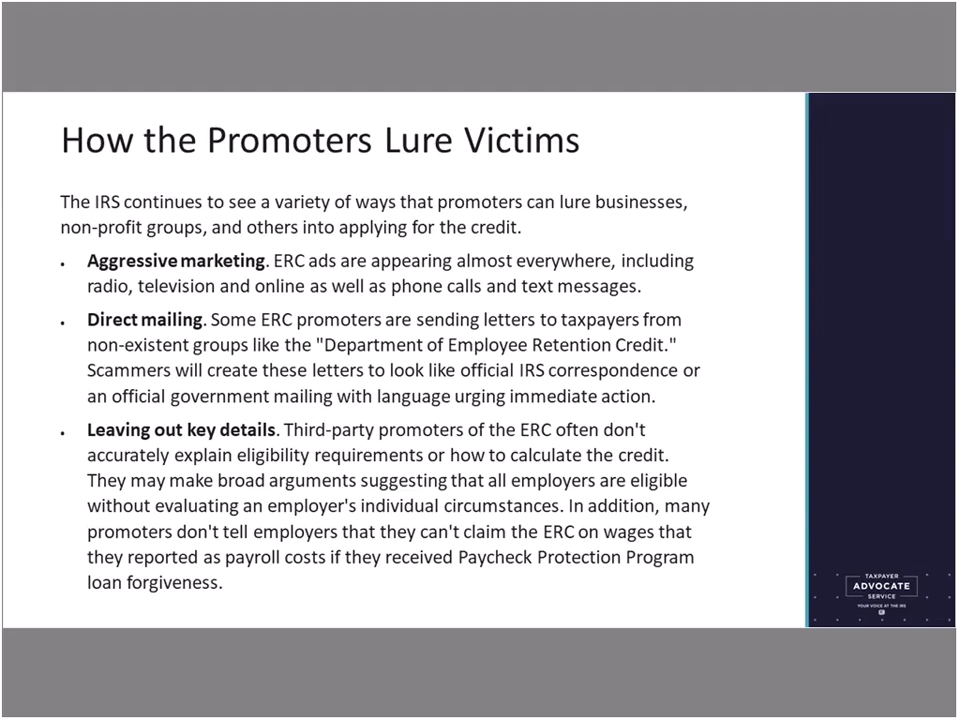 How the Promoters Lure Victims
The IRS continues to see a variety of ways that promoters can lure businesses,
non-profit groups, and others into applying for the credit.
• Aggressive marketing. ERC ads are appearing almost everywhere, including
radio, television and online as well as phone calls and text messages.
• Direct mailing. Some ERC promoters are sending letters to taxpayers from
non-existent groups like the "Department of Employee Retention Credit."
Scammers will create these letters to look like official IRS correspondence or
an official government mailing with language urging immediate action.
• Leaving out key details. Third-party promoters of the ERC often don't
accurately explain eligibility requirements or how to calculate the credit.
They may make broad arguments suggesting that all employers are eligible
without evaluating an employer's individual circumstances. In addition, many
promoters don't tell employers that they can't claim the ERC on wages that
they reported as payroll costs if they received Paycheck Protection Program
loan forgiveness.
TAXPAYER
ADVOCATE
SERVICE
YOUR VOICE AT THE IRS